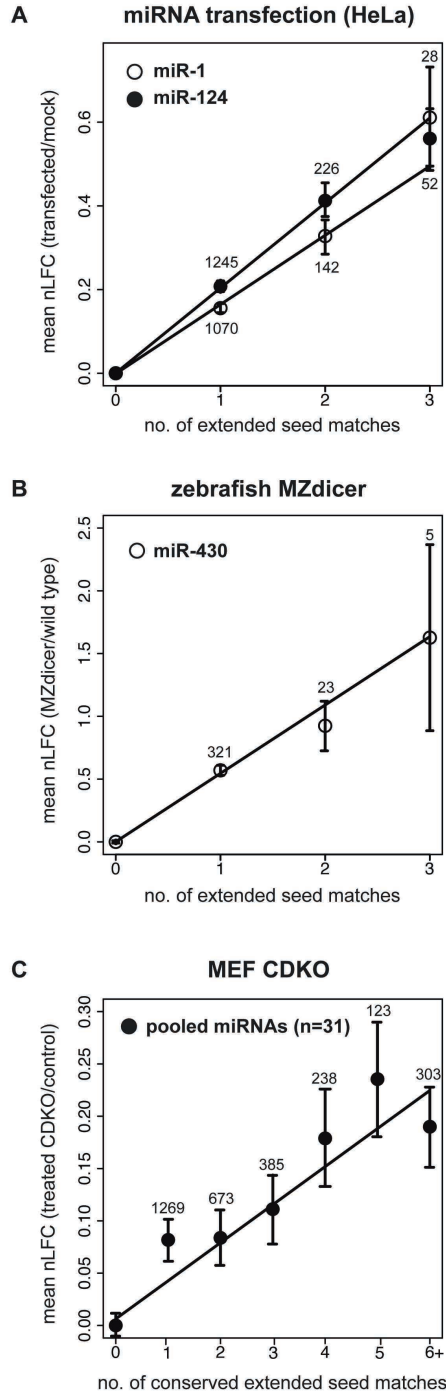 A
miRNA transfection (HeLa)
miR-1
miR-124
28
226
52
1245
142
1070
0.6
0.4
0.2
0.0
mean nLFC (transfected/mock)
0 1 2 3
no. of extended seed matches
B
zebrafish MZdicer
miR-430
5
23
321
2.5
2.0
1.5
1.0
0.5
0.0
mean nLFC (MZdicer/wild type)
0 1 2 3
no. of extended seed matches
C
MEF CDKO
pooled miRNAs (n=31)
123
238
303
385
1269
673
0.30
0.25
0.20
0.15
0.10
0.05
0.00
mean nLFC (treated CDKO/control)
0 1 2 3 4 5 6+
no. of conserved extended seed matches